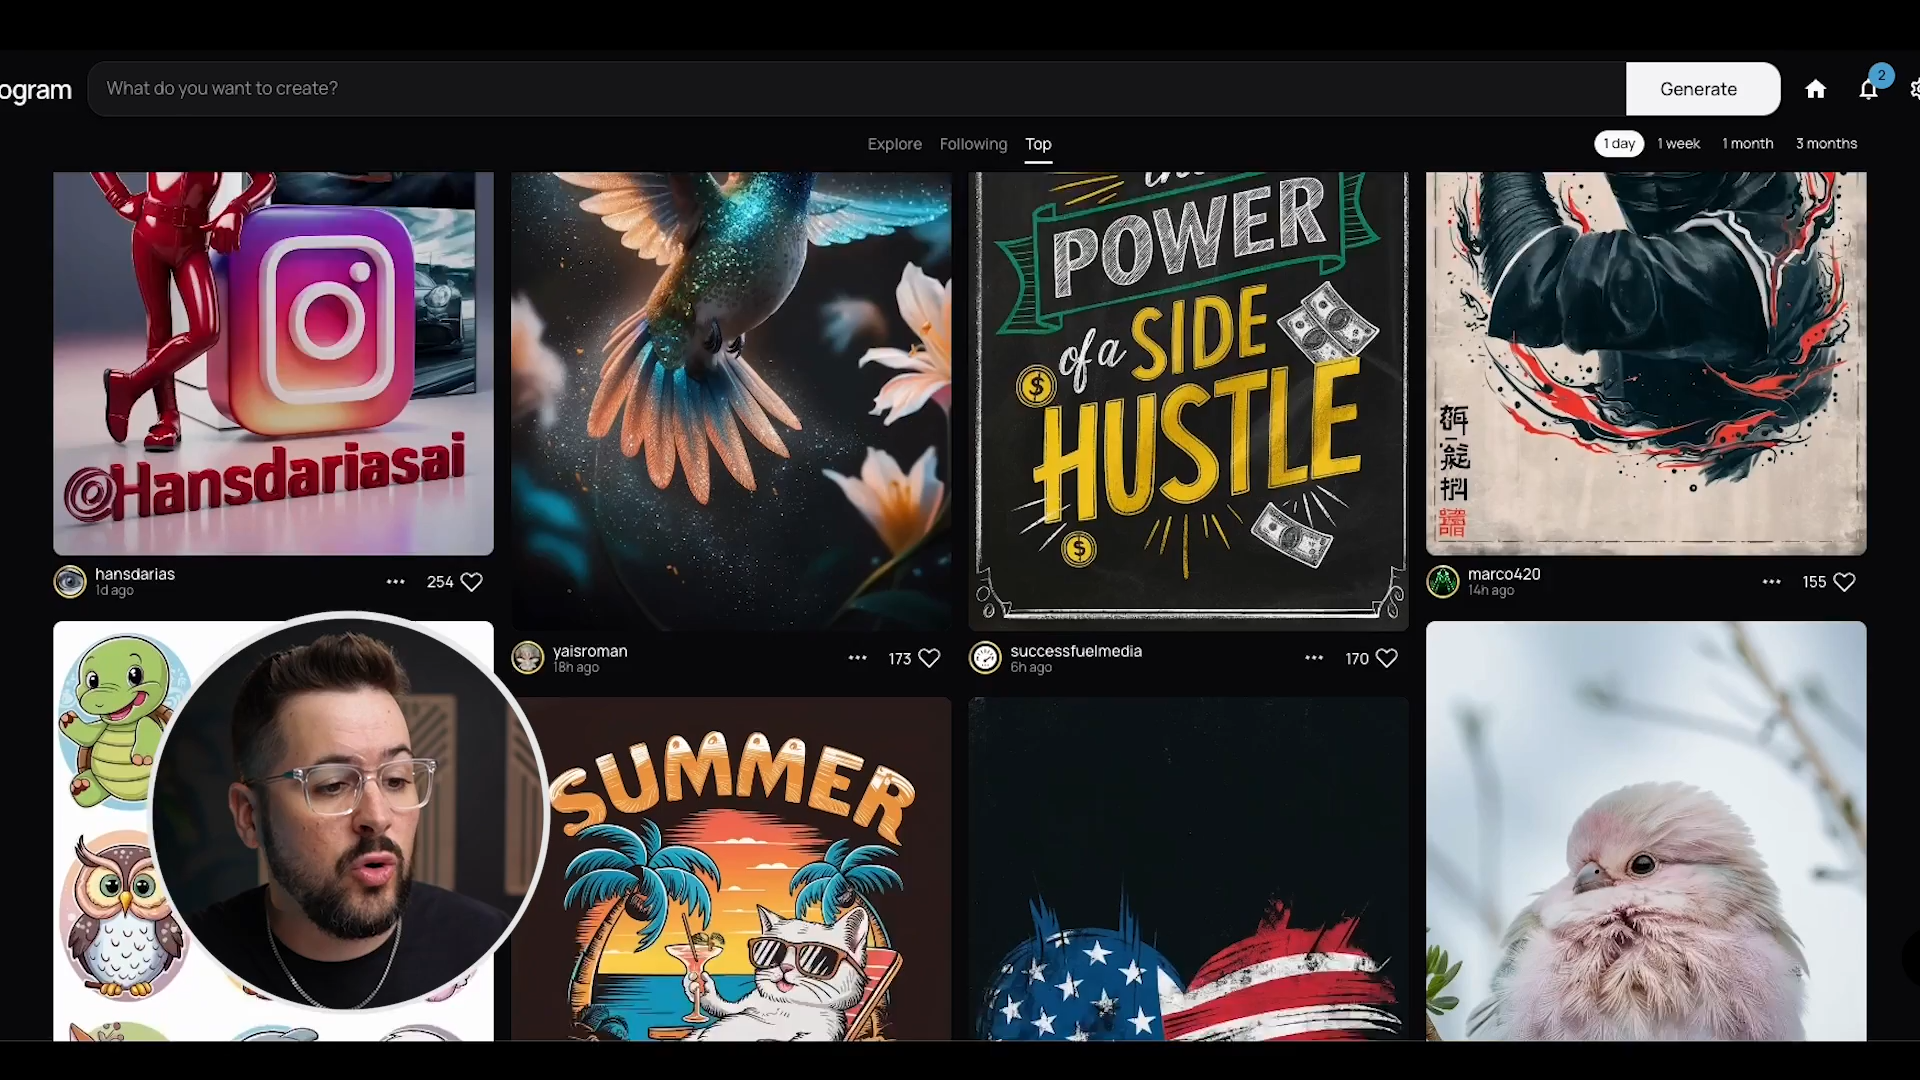 ogram
What do you want to create?
Generate
2
Explore
Following
Top
1 day
1 week
1 month
3 months
@Hansdariasai
hansdarias
1d ago
254
yaisroman
18h ago
173
POWER
of a SIDE
HUSTLE
$
$
successfuelmedia
6h ago
170
marco420
14h ago
155
SUMMER